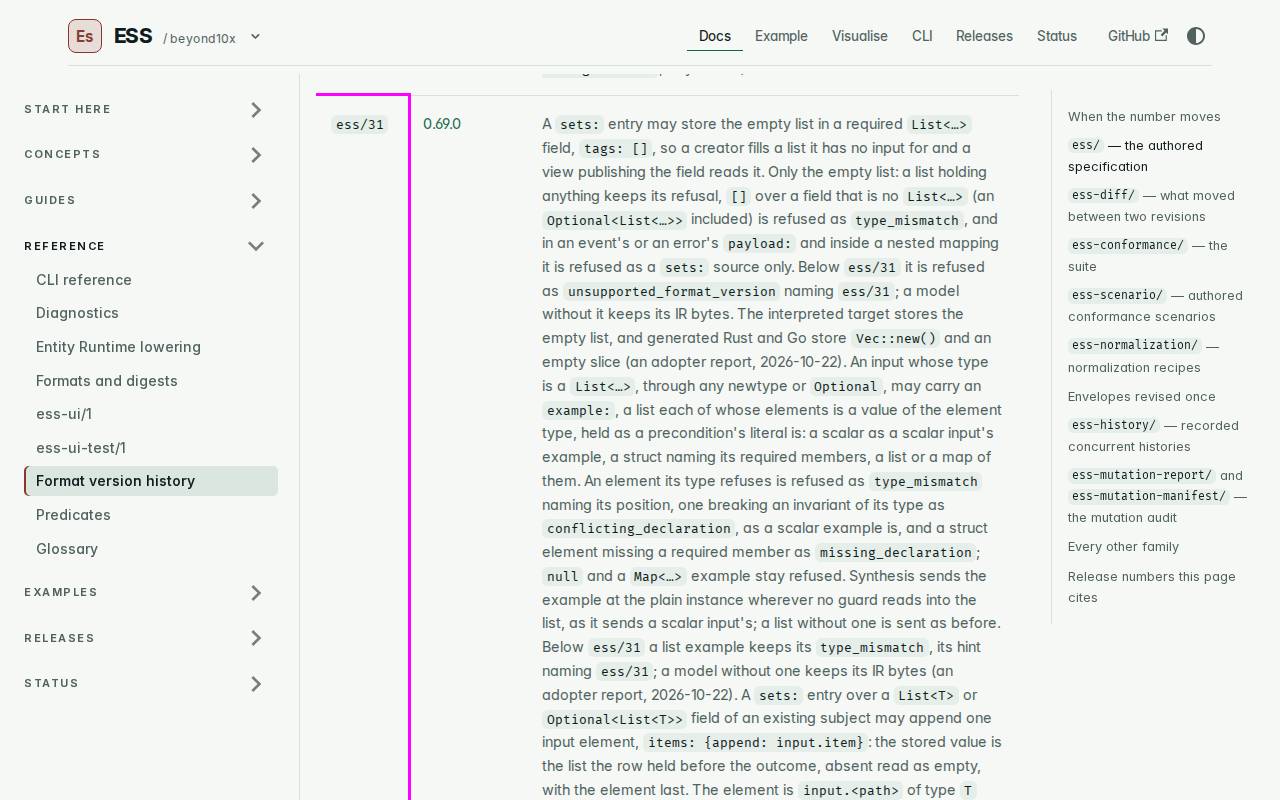 Es ESS / beyond10x
Docs Example Visualise CLI Releases Status GitHub
START HERE
CONCEPTS
GUIDES
REFERENCE
CLI reference
Diagnostics
Entity Runtime lowering
Formats and digests
ess-ui/1
ess-ui-test/1
Format version history
Predicates
Glossary
EXAMPLES
RELEASES
STATUS
ess/31 0.69.0
A sets: entry may store the empty list in a required List<…>
field, tags: [], so a creator fills a list it has no input for and a
view publishing the field reads it. Only the empty list: a list holding
anything keeps its refusal, [] over a field that is no List<…> (an
Optional<List<…>> included) is refused as type_mismatch, and
in an event's or an error's payload: and inside a nested mapping
it is refused as a sets: source only. Below ess/31 it is refused
as unsupported_format_version naming ess/31; a model
without it keeps its IR bytes. The interpreted target stores the
empty list, and generated Rust and Go store Vec::new() and an
empty slice (an adopter report, 2026-10-22). An input whose type
is a List<…>, through any newtype or Optional, may carry an
example:, a list each of whose elements is a value of the element
type, held as a precondition's literal is: a scalar as a scalar input's
example, a struct naming its required members, a list or a map of
them. An element its type refuses is refused as type_mismatch
naming its position, one breaking an invariant of its type as
conflicting_declaration, as a scalar example is, and a struct
element missing a required member as missing_declaration;
null and a Map<…> example stay refused. Synthesis sends the
example at the plain instance wherever no guard reads into the
list, as it sends a scalar input's; a list without one is sent as before.
Below ess/31 a list example keeps its type_mismatch, its hint
naming ess/31; a model without one keeps its IR bytes (an
adopter report, 2026-10-22). A sets: entry over a List<T> or
Optional<List<T>> field of an existing subject may append one
input element, items: {append: input.item}: the stored value is
the list the row held before the outcome, absent read as empty,
with the element last. The element is input.<path> of type T
When the number moves
ess/ — the authored
specification
ess-diff/ — what moved
between two revisions
ess-conformance/ — the
suite
ess-scenario/ — authored
conformance scenarios
ess-normalization/ —
normalization recipes
Envelopes revised once
ess-history/ — recorded
concurrent histories
ess-mutation-report/ and
ess-mutation-manifest/ —
the mutation audit
Every other family
Release numbers this page
cites